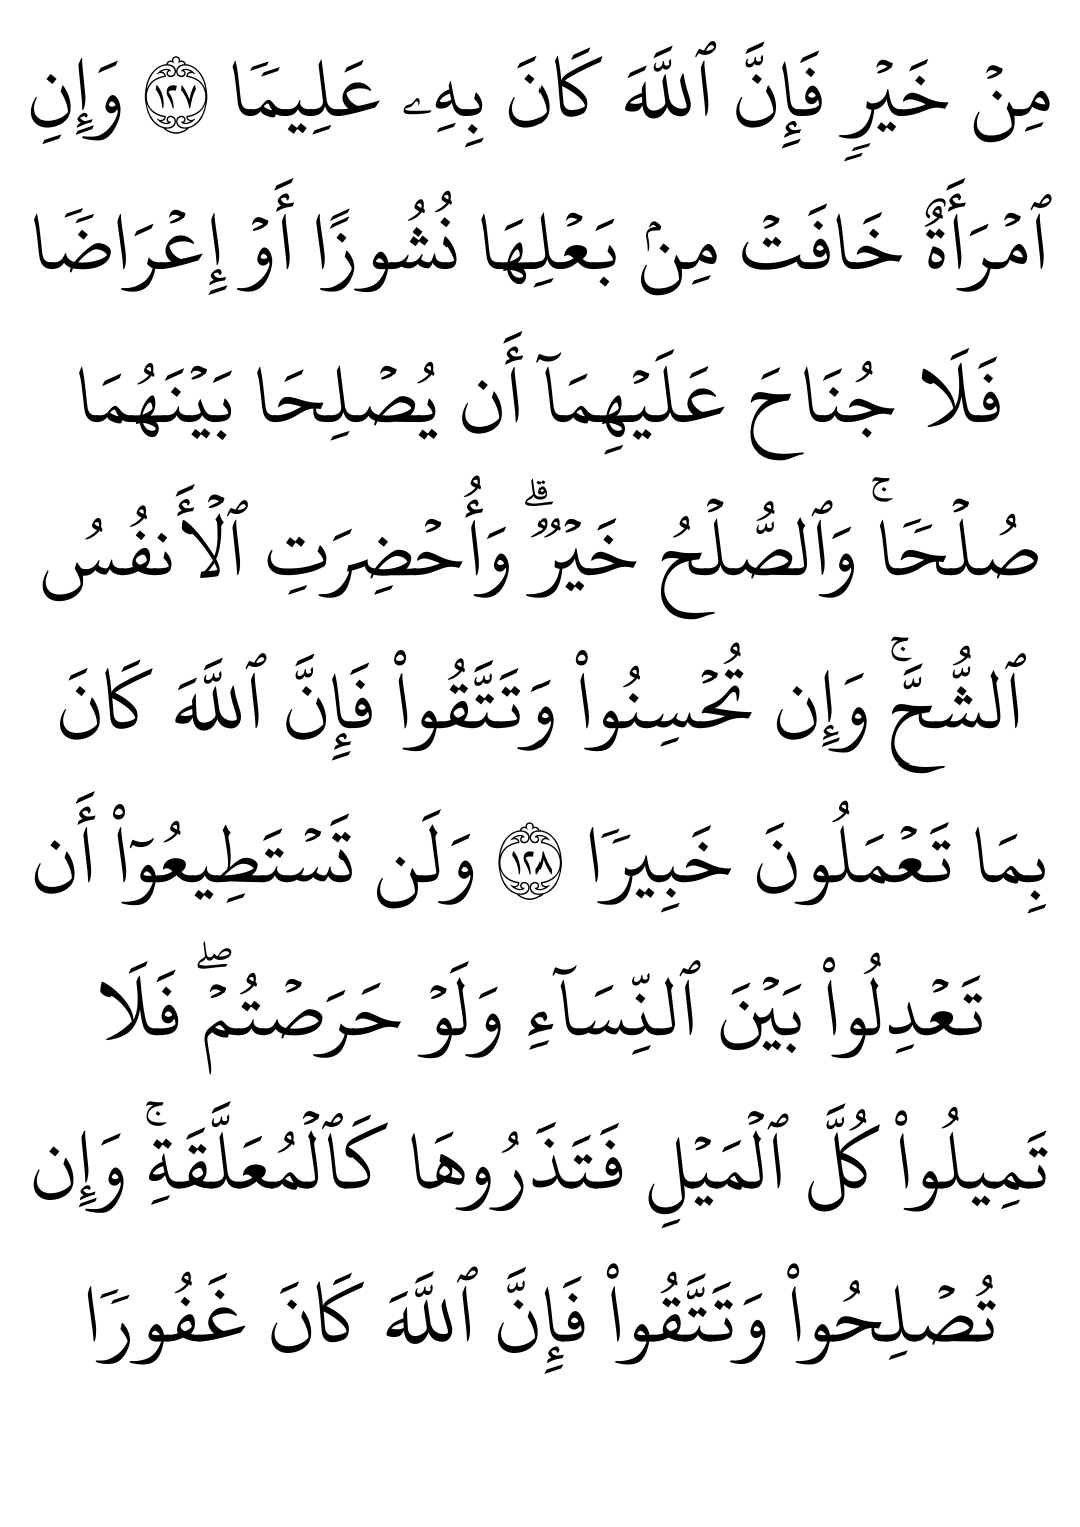 مِنۡ خَيۡرٖ فَإِنَّ ٱللَّهَ كَانَ بِهِۦ عَلِيمٗا ١٢٧ وَإِنِ
ٱمۡرَأَةٌ خَافَتۡ مِنۢ بَعۡلِهَا نُشُوزًا أَوۡ إِعۡرَاضٗا
فَلَا جُنَاحَ عَلَيۡهِمَآ أَن يُصۡلِحَا بَيۡنَهُمَا
صُلۡحٗاۚ وَٱلصُّلۡحُ خَيۡرٞۗ وَأُحۡضِرَتِ ٱلۡأَنفُسُ
ٱلشُّحَّۚ وَإِن تُحۡسِنُواْ وَتَتَّقُواْ فَإِنَّ ٱللَّهَ كَانَ
بِمَا تَعۡمَلُونَ خَبِيرٗا ١٢٨ وَلَن تَسۡتَطِيعُوٓاْ أَن
تَعۡدِلُواْ بَيۡنَ ٱلنِّسَآءِ وَلَوۡ حَرَصۡتُمۡۖ فَلَا
تَمِيلُواْ كُلَّ ٱلۡمَيۡلِ فَتَذَرُوهَا كَٱلۡمُعَلَّقَةِۚ وَإِن
تُصۡلِحُواْ وَتَتَّقُواْ فَإِنَّ ٱللَّهَ كَانَ غَفُورٗا